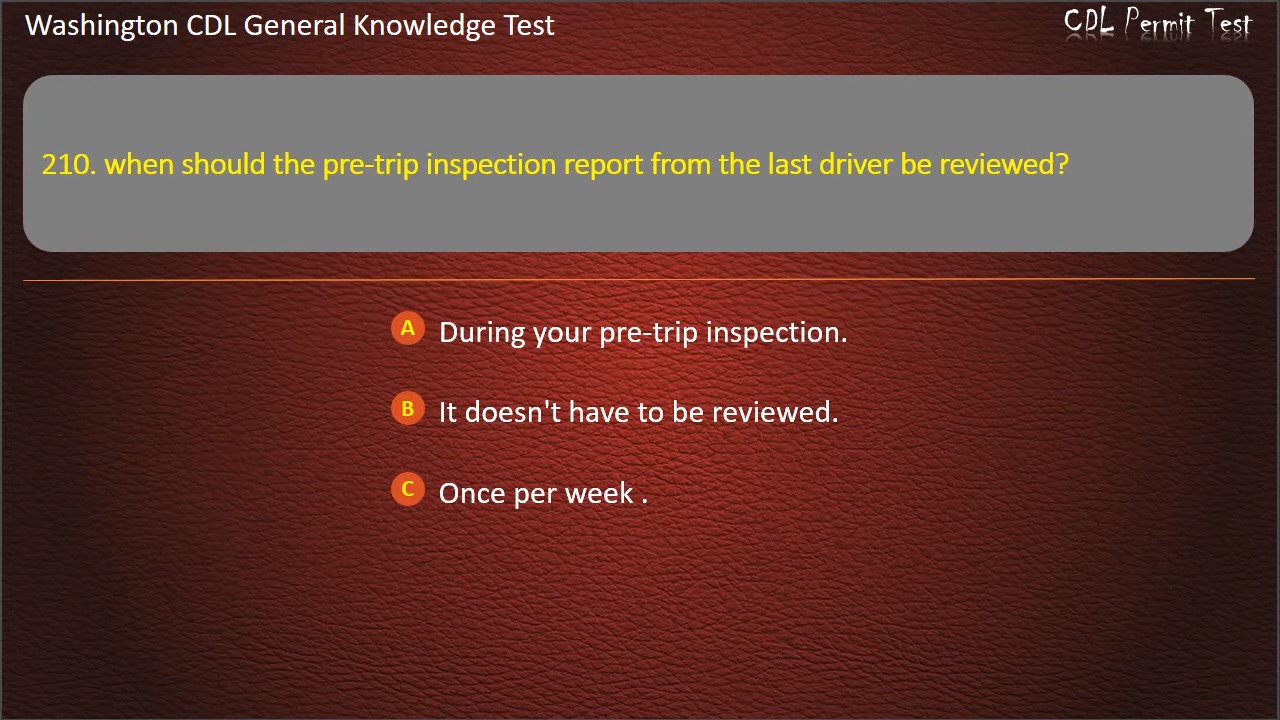 Washington CDL General Knowledge Test
CDL Permit Test
210. when should the pre-trip inspection report from the last driver be reviewed?
A During your pre-trip inspection.
B It doesn't have to be reviewed.
C Once per week .